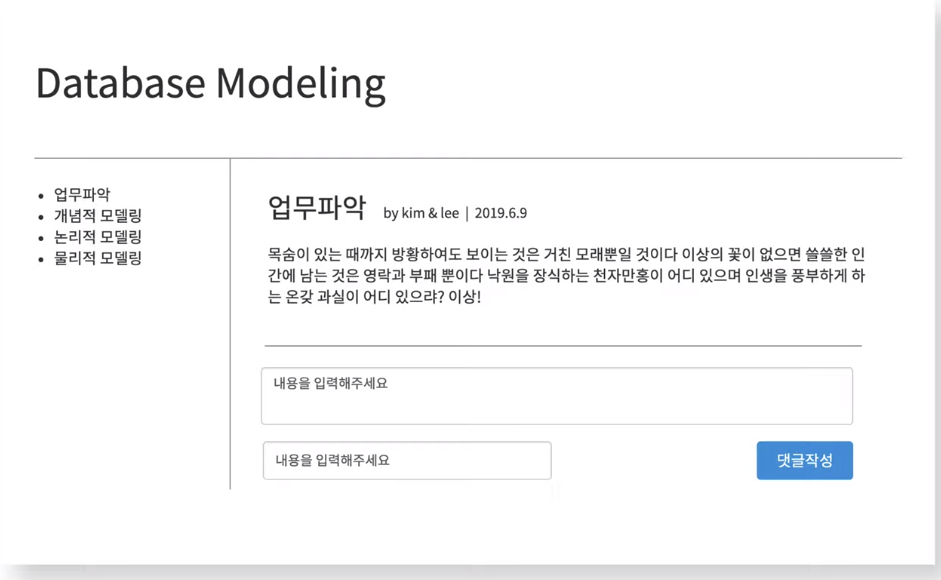 Database Modeling
업무파악
개념적 모델링
논리적 모델링
물리적 모델링
업무파악 by kim & lee | 2019.6.9
목숨이 있는 때까지 방황하여도 보이는 것은 거친 모래뿐일 것이다 이상의 꽃이 없으면 쓸쓸한 인
간에 남는 것은 영락과 부패 뿐이다 낙원을 장식하는 천자만홍이 어디 있으며 인생을 풍부하게 하
는 온갖 과실이 어디 있으랴? 이상!
내용을 입력해주세요
내용을 입력해주세요
댓글작성